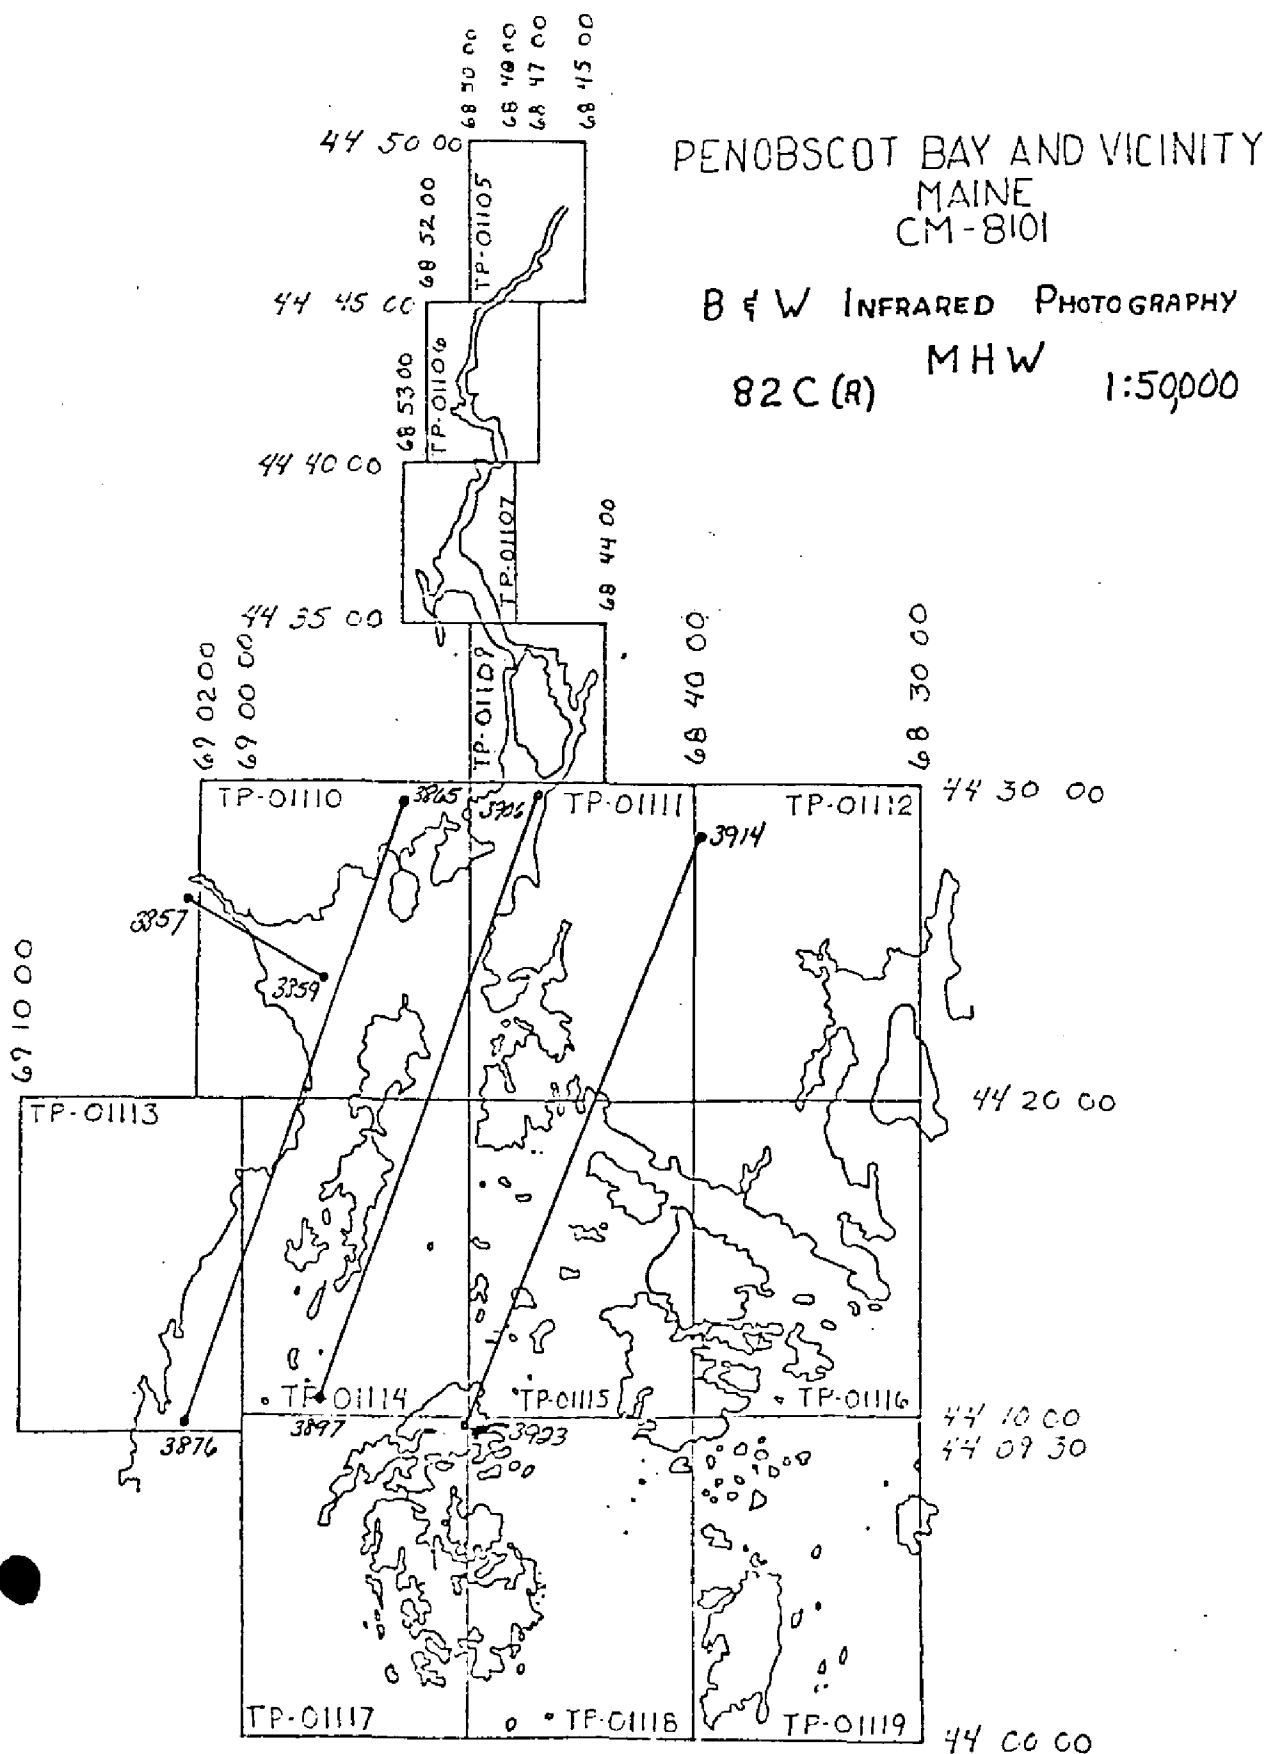 68 50 00
68 48 00
68 47 00
68 45 00
44 50 00
PENOBSCOT BAY AND VICINITY
MAINE
CM-8101
68 52 00
TP-01105
44 45 00
B & W INFRARED PHOTOGRAPHY
MHW
82 C (R) 1:50,000
68 53 00
TP-01106
44 40 00
TP-01107
68 44 00
44 35 00
69 02 00
69 00 00
TP-01109
68 40 00
68 30 00
TP-01110
3865
3906
TP-01111
TP-01112
44 30 00
3914
3857
3859
69 10 00
TP-01113
44 20 00
TP-01114
TP-01115
TP-01116
44 10 00
3876
3897
3923
44 09 30
TP-01117
TP-01118
TP-01119
44 00 00